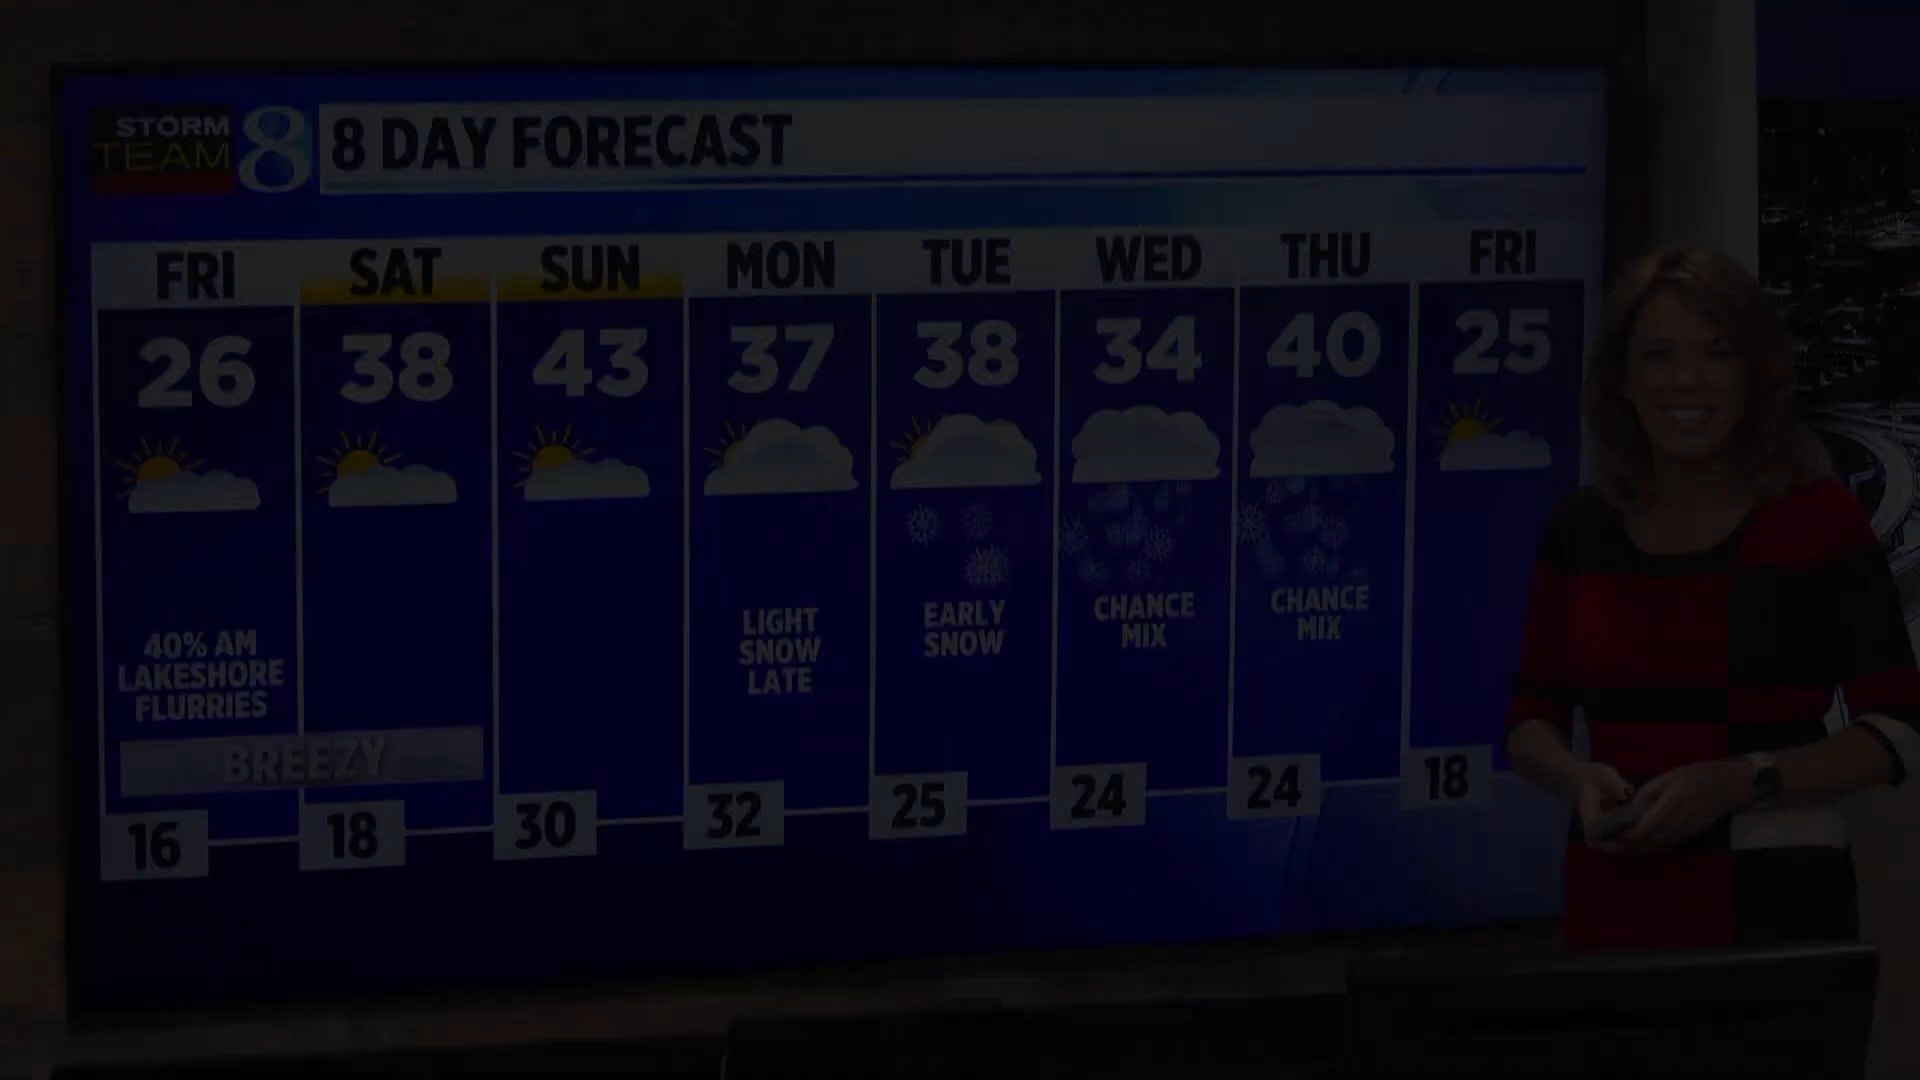 STORM
TEAM
8
8 DAY FORECAST
FRI SAT SUN MON TUE WED THU FRI
26 38 43 37 38 34 40 25
40% AM
LAKESHORE
FLURRIES
LIGHT
SNOW
LATE
EARLY
SNOW
CHANCE
MIX
CHANCE
MIX
BREEZY
16 18 30 32 25 24 24 18